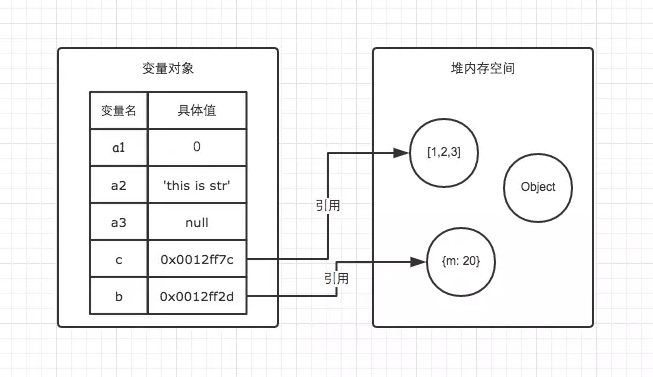 变量对象
变量名 具体值
a1 0
a2 'this is str'
a3 null
c 0x0012ff7c
b 0x0012ff2d
引用
引用
堆内存空间
[1,2,3]
Object
{m: 20}